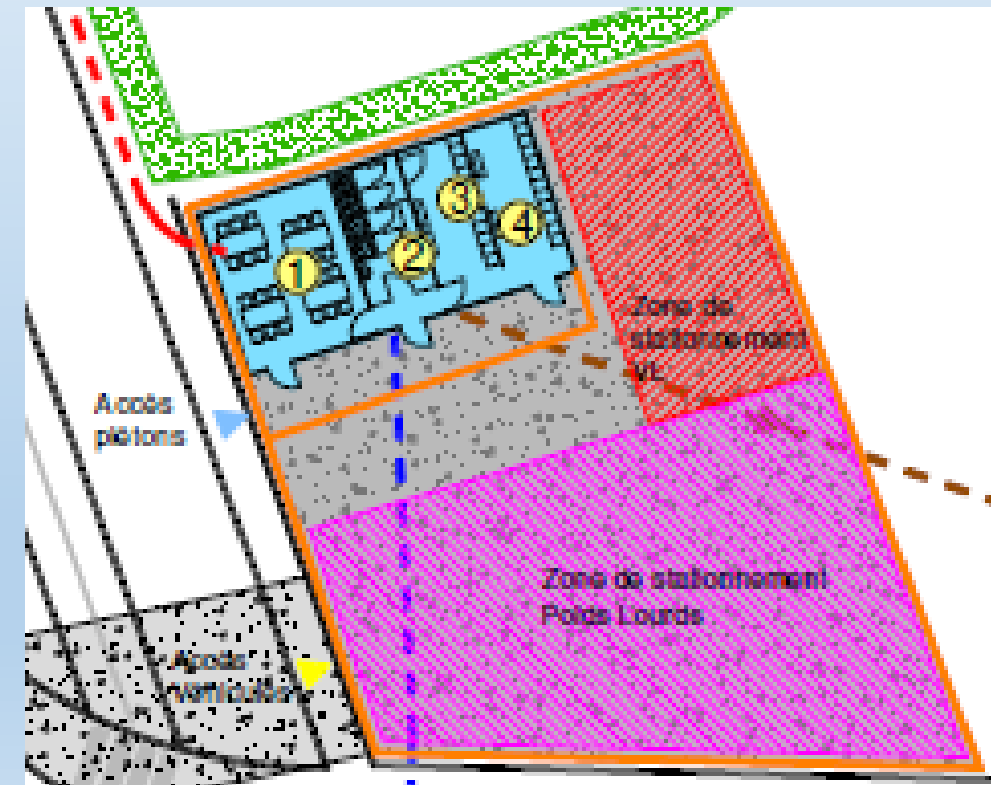 1
2
3
4
Zone de
stationnement
VL
Accès
piétons
Zone de stationnement
Poids Lourds
Accès
véhicules